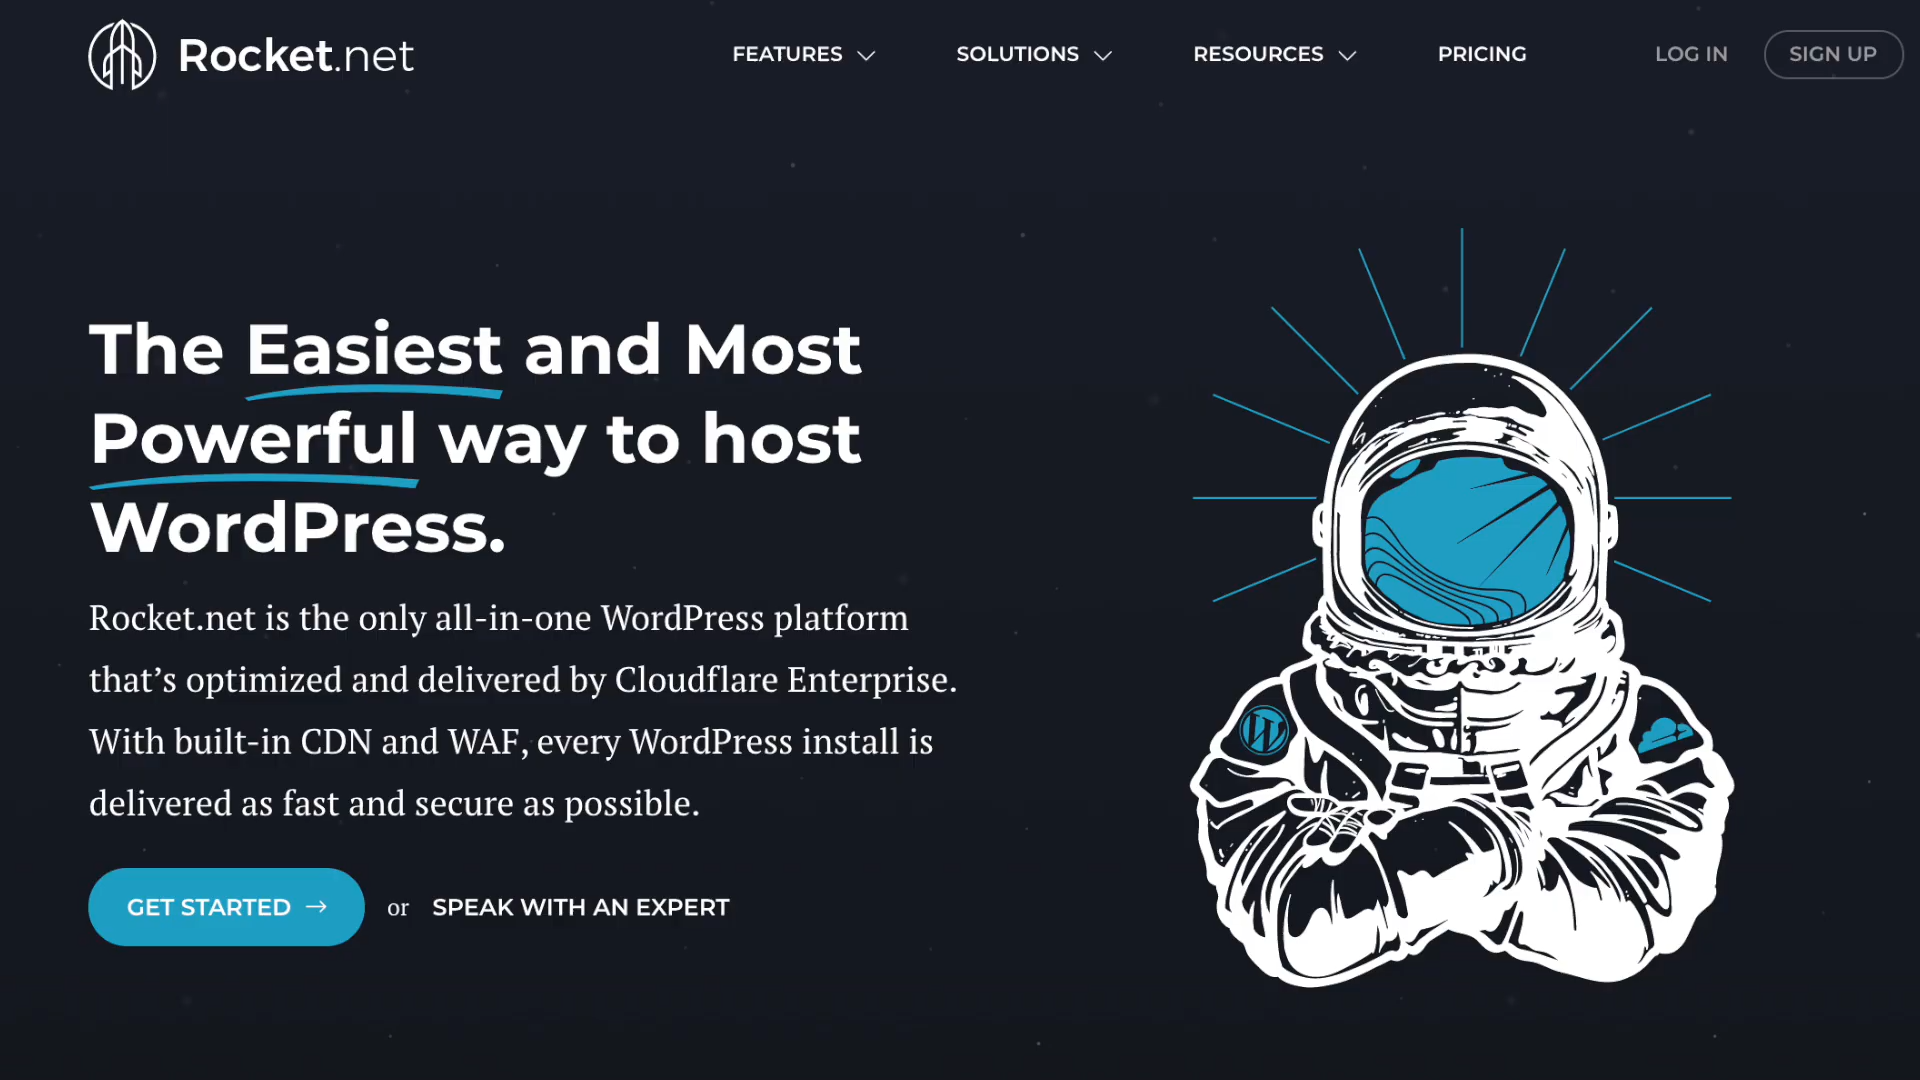 Rocket.net
FEATURES
SOLUTIONS
RESOURCES
PRICING
LOG IN
SIGN UP
The Easiest and Most
Powerful way to host
WordPress.
Rocket.net is the only all-in-one WordPress platform
that’s optimized and delivered by Cloudflare Enterprise.
With built-in CDN and WAF, every WordPress install is
delivered as fast and secure as possible.
GET STARTED →
or
SPEAK WITH AN EXPERT